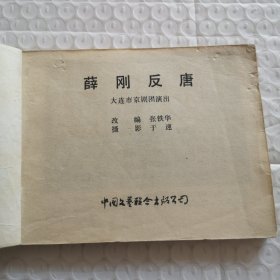 薛刚反唐
大连市京剧团演出
改 编 张铁华
摄 影 于 速
中国文艺联合出版公司